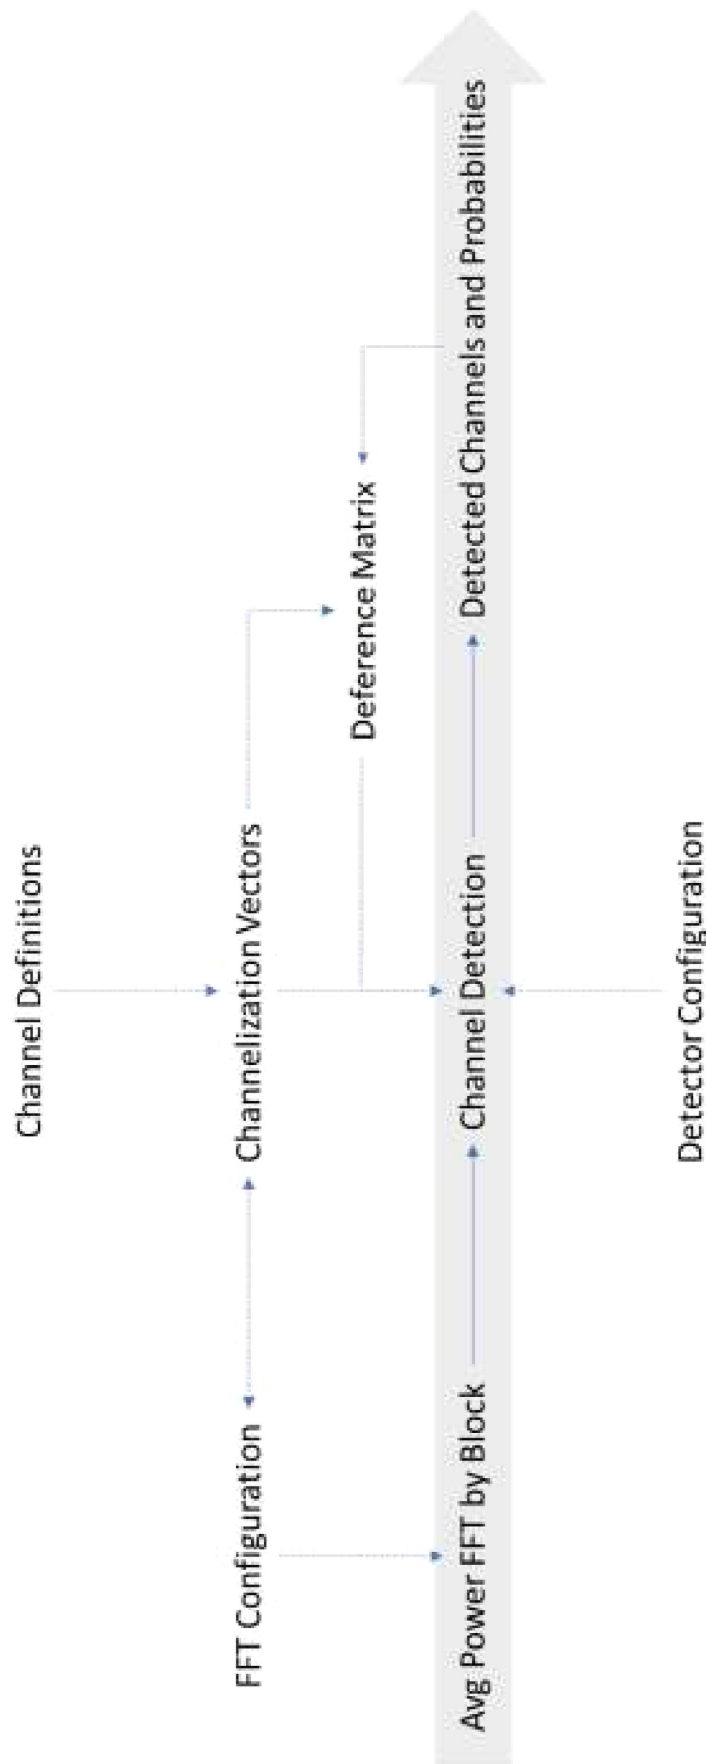 Channel Definitions
FFT Configuration
Channelization Vectors
Deference Matrix
Avg Power FFT by Block
Channel Detection
Detected Channels and Probabilities
Detector Configuration